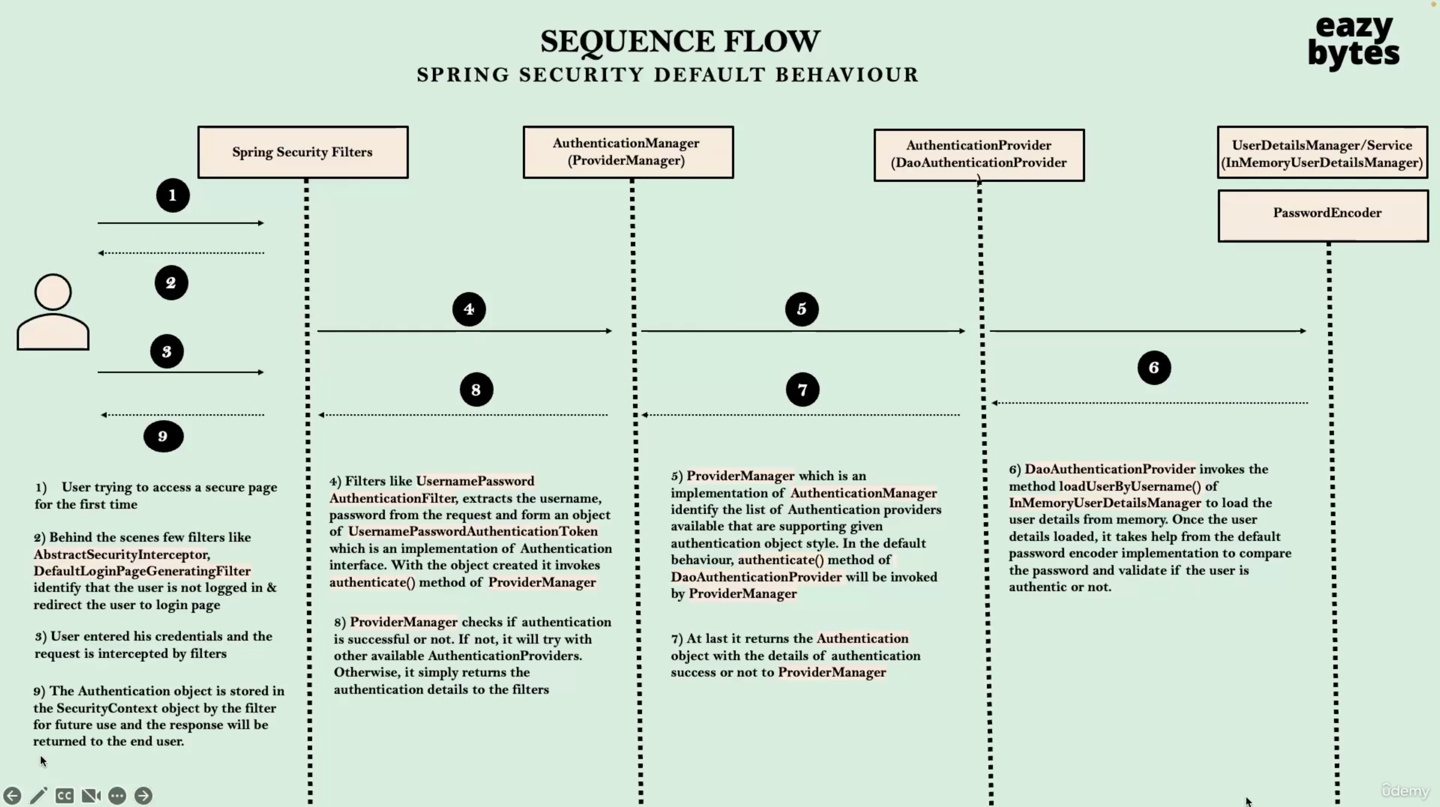 SEQUENCE FLOW
SPRING SECURITY DEFAULT BEHAVIOUR
eazy
bytes
Spring Security Filters
AuthenticationManager
(ProviderManager)
AuthenticationProvider
(DaoAuthenticationProvider
)
UserDetailsManager/Service
(InMemoryUserDetailsManager)
PasswordEncoder
1
2
3
9
4
8
5
7
6
1) User trying to access a secure page
for the first time
2) Behind the scenes few filters like
AbstractSecurityInterceptor,
DefaultLoginPageGeneratingFilter
identify that the user is not logged in &
redirect the user to login page
3) User entered his credentials and the
request is intercepted by filters
9) The Authentication object is stored in
the SecurityContext object by the filter
for future use and the response will be
returned to the end user.
4) Filters like UsernamePassword
AuthenticationFilter, extracts the username,
password from the request and form an object
of UsernamePasswordAuthenticationToken
which is an implementation of Authentication
interface. With the object created it invokes
authenticate() method of ProviderManager
8) ProviderManager checks if authentication
is successful or not. If not, it will try with
other available AuthenticationProviders.
Otherwise, it simply returns the
authentication details to the filters
5) ProviderManager which is an
implementation of AuthenticationManager
identify the list of Authentication providers
available that are supporting given
authentication object style. In the default
behaviour, authenticate() method of
DaoAuthenticationProvider will be invoked
by ProviderManager
7) At last it returns the Authentication
object with the details of authentication
success or not to ProviderManager
6) DaoAuthenticationProvider invokes the
method loadUserByUsername() of
InMemoryUserDetailsManager to load the
user details from memory. Once the user
details loaded, it takes help from the default
password encoder implementation to compare
the password and validate if the user is
authentic or not.
CC
ûdemy